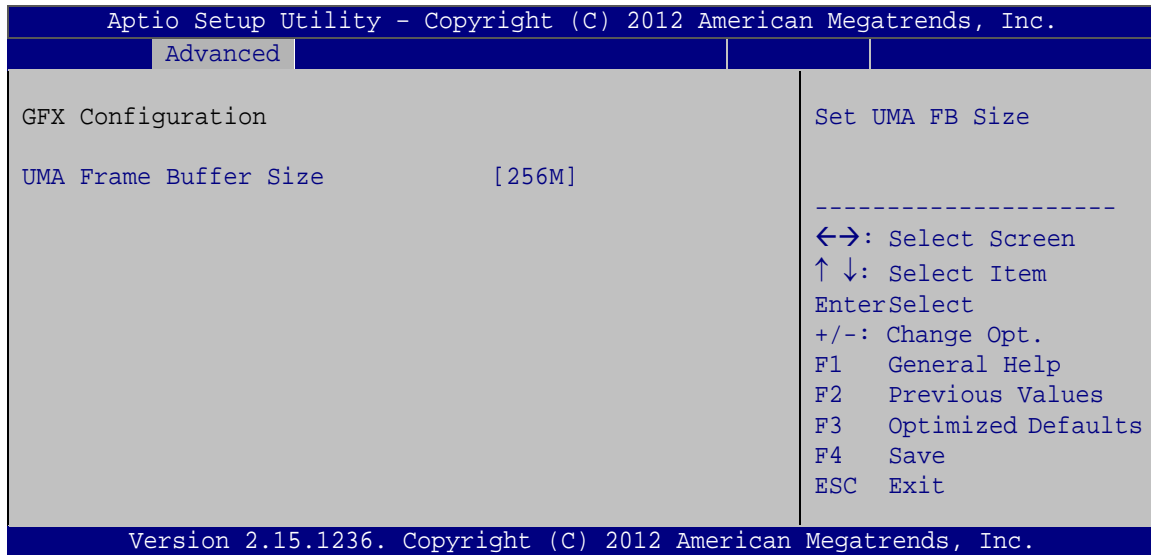 Aptio Setup Utility – Copyright (C) 2012 American Megatrends, Inc.
Advanced
GFX Configuration
UMA Frame Buffer Size [256M]
Set UMA FB Size
---------------------
←→: Select Screen
↑ ↓: Select Item
EnterSelect
+/-: Change Opt.
F1 General Help
F2 Previous Values
F3 Optimized Defaults
F4 Save
ESC Exit
Version 2.15.1236. Copyright (C) 2012 American Megatrends, Inc.